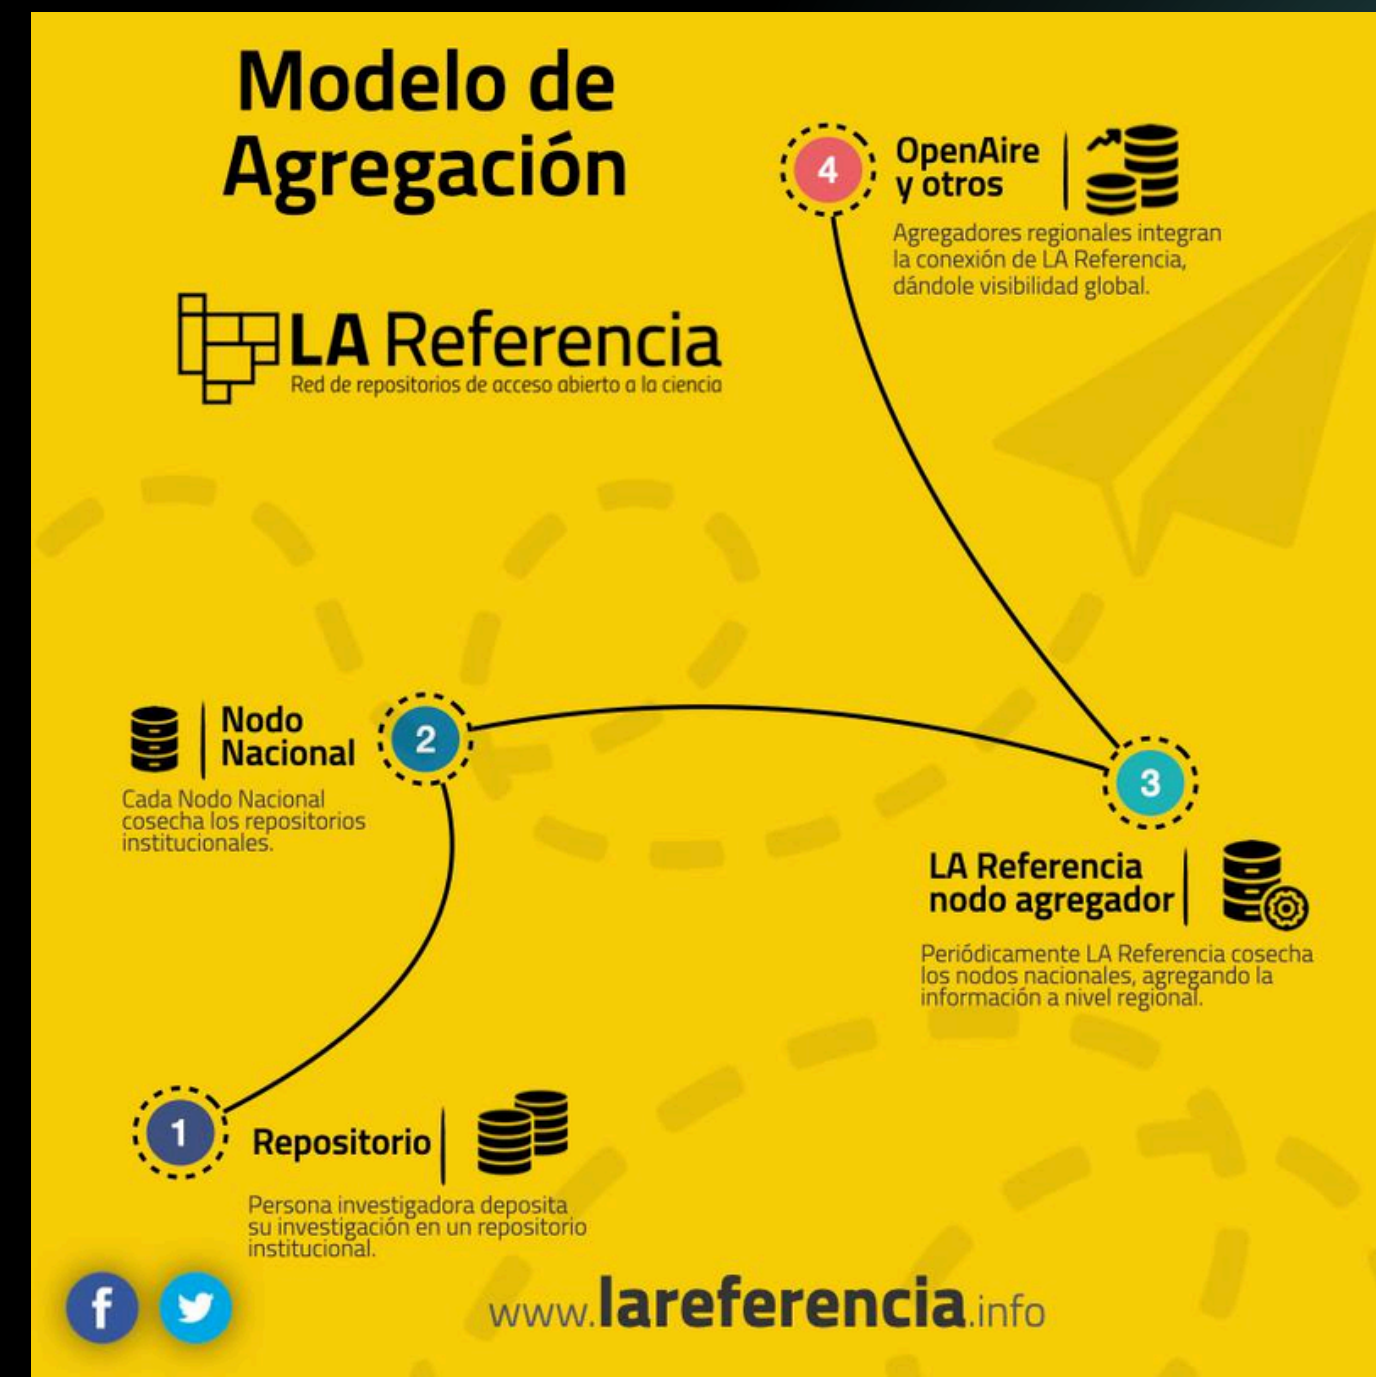 Modelo de
Agregación
LA Referencia
Red de repositorios de acceso abierto a la ciencia
4
OpenAire
y otros
Agregadores regionales integran
la conexión de LA Referencia,
dándole visibilidad global.
Nodo
Nacional
2
Cada Nodo Nacional
cosecha los repositorios
institucionales.
3
LA Referencia
nodo agregador
Periódicamente LA Referencia cosecha
los nodos nacionales, agregando la
información a nivel regional.
1
Repositorio
Persona investigadora deposita
su investigación en un repositorio
institucional.
f
www.lareferencia.info